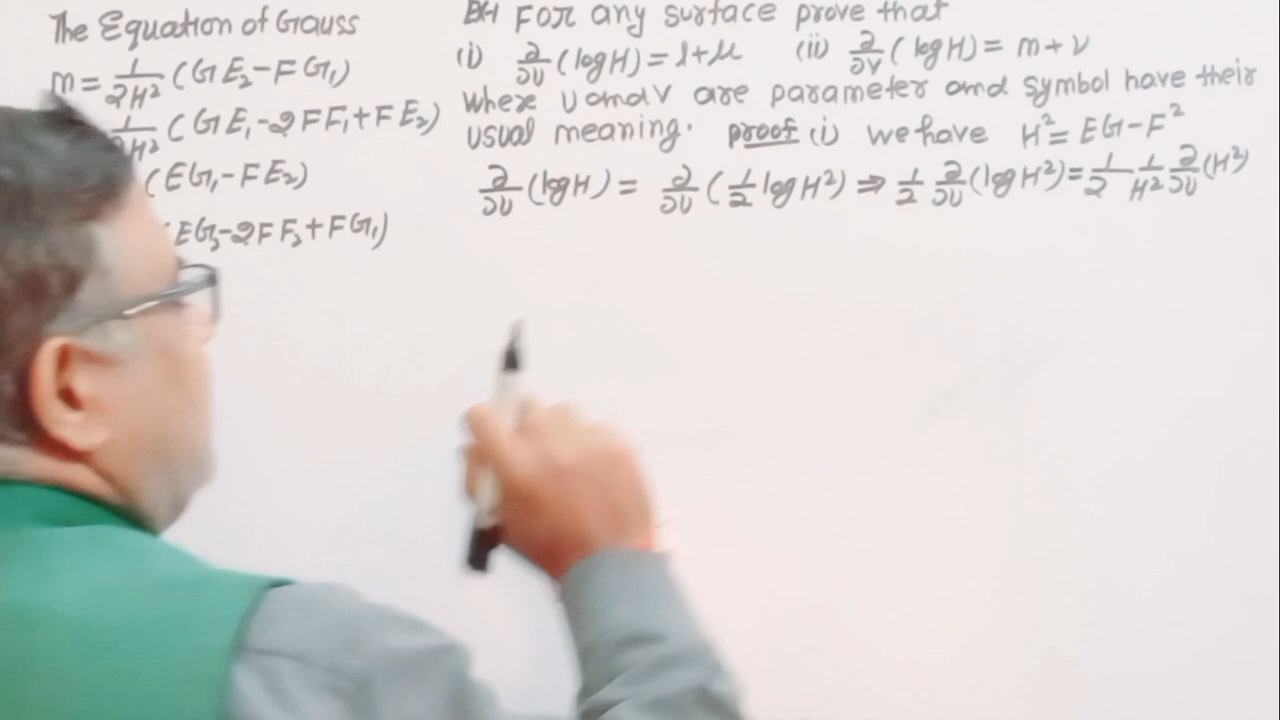 The Equation of Gauss
m = 1/2H² (GE₂ - FG₁)
1/2H² (GE₁ - 2FF₁ + FE₂)
(EG₁ - FE₂)
EG₂ - 2FF₂ + FG₁)
For any surface prove that
(i) ∂/∂u (log H) = l + μ (ii) ∂/∂v (log H) = m + ν
where u and v are parameter and symbol have their
usual meaning. proof (i) we have H² = EG - F²
∂/∂u (log H) = ∂/∂u (1/2 log H²) ⇒ 1/2 ∂/∂u (log H²) = 1/2 1/H² ∂/∂u (H²)